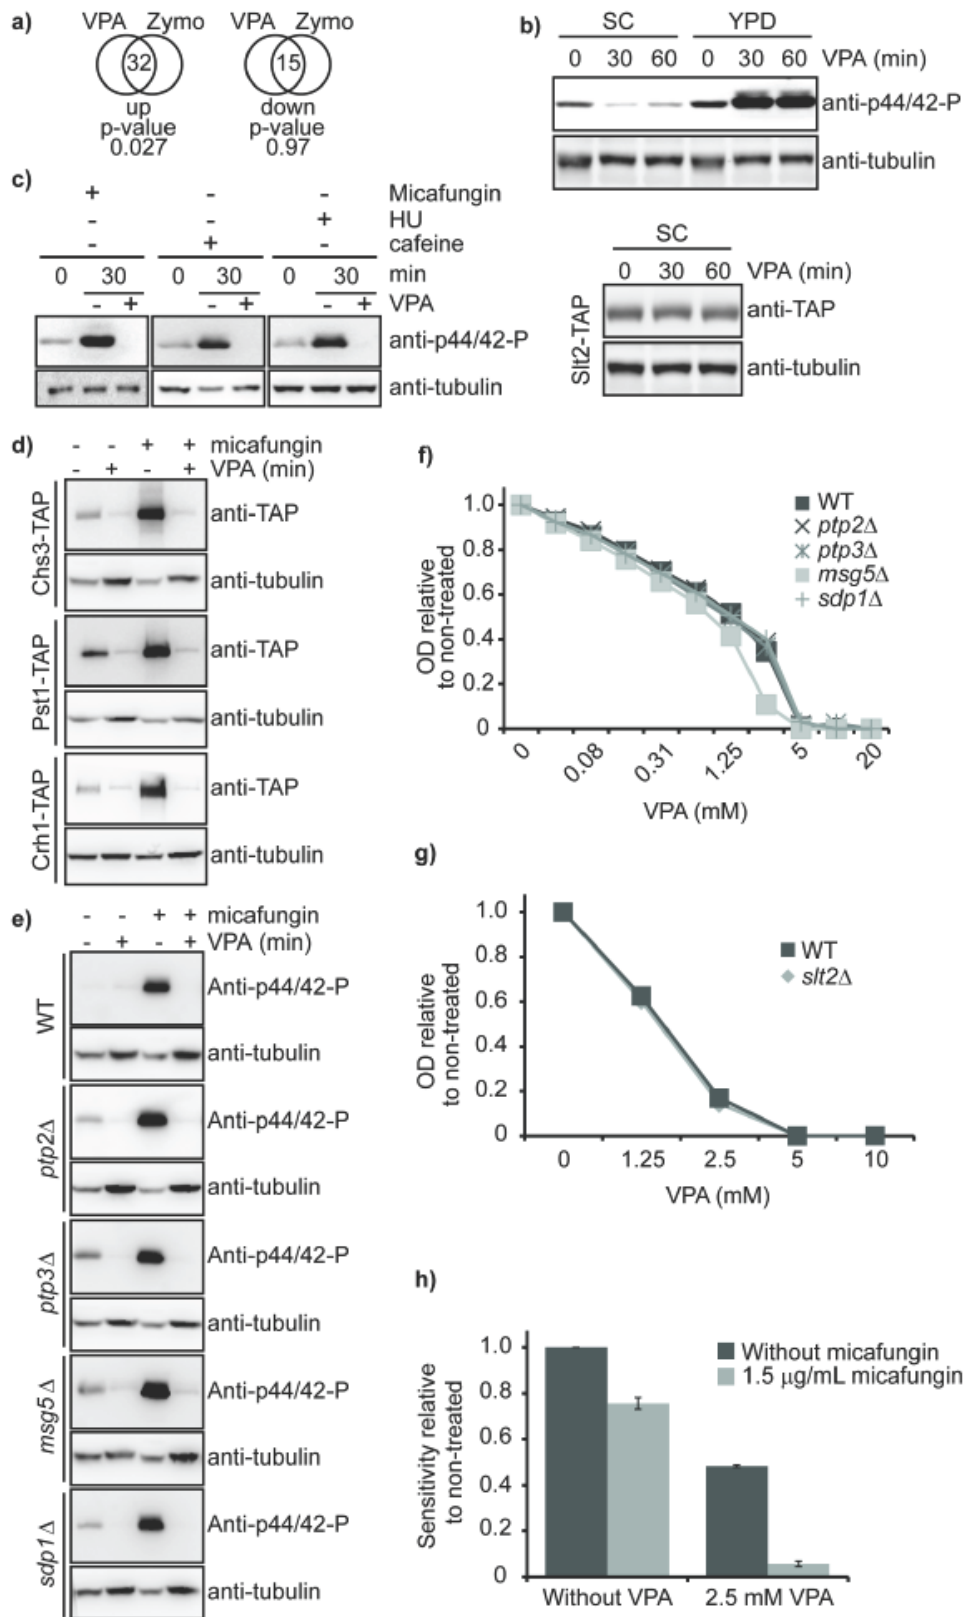 a)
VPA Zymo VPA Zymo
32 15
up down
p-value p-value
0.027 0.97
b)
SC YPD
0 30 60 0 30 60 VPA (min)
anti-p44/42-P
anti-tubulin
SC
0 30 60 VPA (min)
Slt2-TAP
anti-TAP
anti-tubulin
c)
+ - - Micafungin
- - + HU
- + - cafeine
0 30 0 30 0 30 min
- + - + - + VPA
anti-p44/42-P
anti-tubulin
d)
- - + + micafungin
- + - + VPA (min)
Chs3-TAP
anti-TAP
anti-tubulin
Pst1-TAP
anti-TAP
anti-tubulin
Crh1-TAP
anti-TAP
anti-tubulin
e)
- - + + micafungin
- + - + VPA (min)
WT
Anti-p44/42-P
anti-tubulin
ptp2Δ
Anti-p44/42-P
anti-tubulin
ptp3Δ
Anti-p44/42-P
anti-tubulin
msg5Δ
Anti-p44/42-P
anti-tubulin
sdp1Δ
Anti-p44/42-P
anti-tubulin
f)
OD relative
to non-treated
1.0
0.8
0.6
0.4
0.2
0
WT
ptp2Δ
ptp3Δ
msg5Δ
sdp1Δ
0 0.08 0.31 1.25 5 20
VPA (mM)
g)
OD relative
to non-treated
1.0
0.8
0.6
0.4
0.2
0
WT
slt2Δ
0 1.25 2.5 5 10
VPA (mM)
h)
Sensitivity relative
to non-treated
1.0
0.8
0.6
0.4
0.2
0
Without micafungin
1.5 μg/mL micafungin
Without VPA 2.5 mM VPA